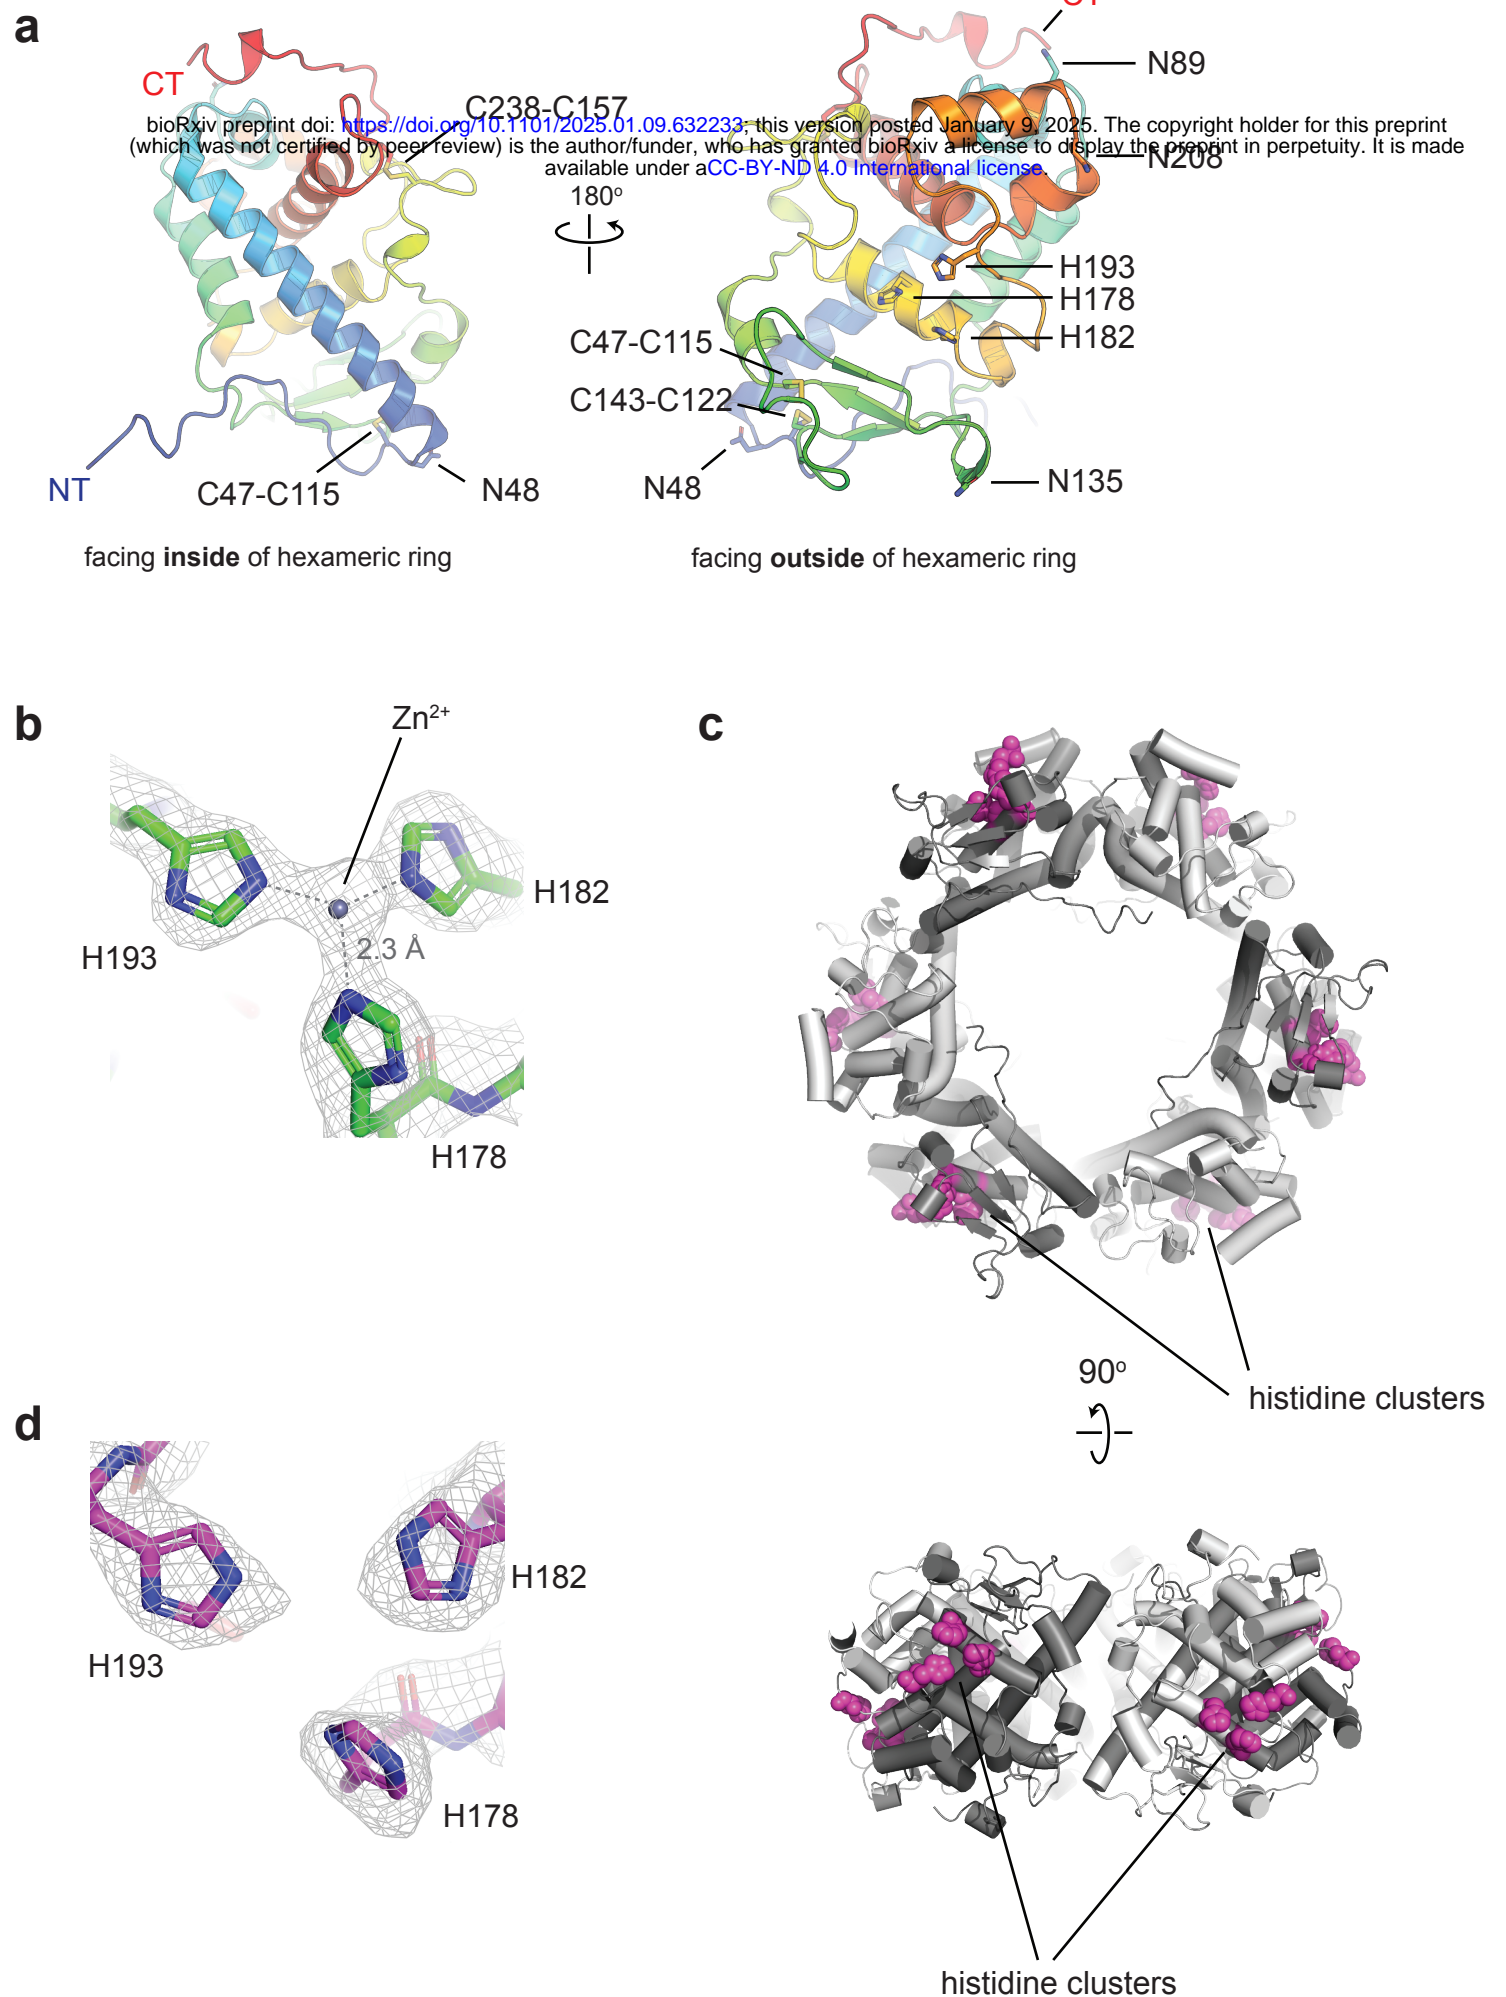 a
CT
CT
N89
C238-C157
bioRxiv preprint doi: https://doi.org/10.1101/2025.01.09.632233; this version posted January 9, 2025. The copyright holder for this preprint
(which was not certified by peer review) is the author/funder, who has granted bioRxiv a license to display the preprint in perpetuity. It is made
available under aCC-BY-ND 4.0 International license.
N208
180º
H193
H178
H182
C47-C115
C143-C122
NT
C47-C115
N48
N48
N135
facing inside of hexameric ring
facing outside of hexameric ring
b
Zn2+
H182
H193
2.3 Å
H178
c
90º
histidine clusters
d
H182
H193
H178
histidine clusters